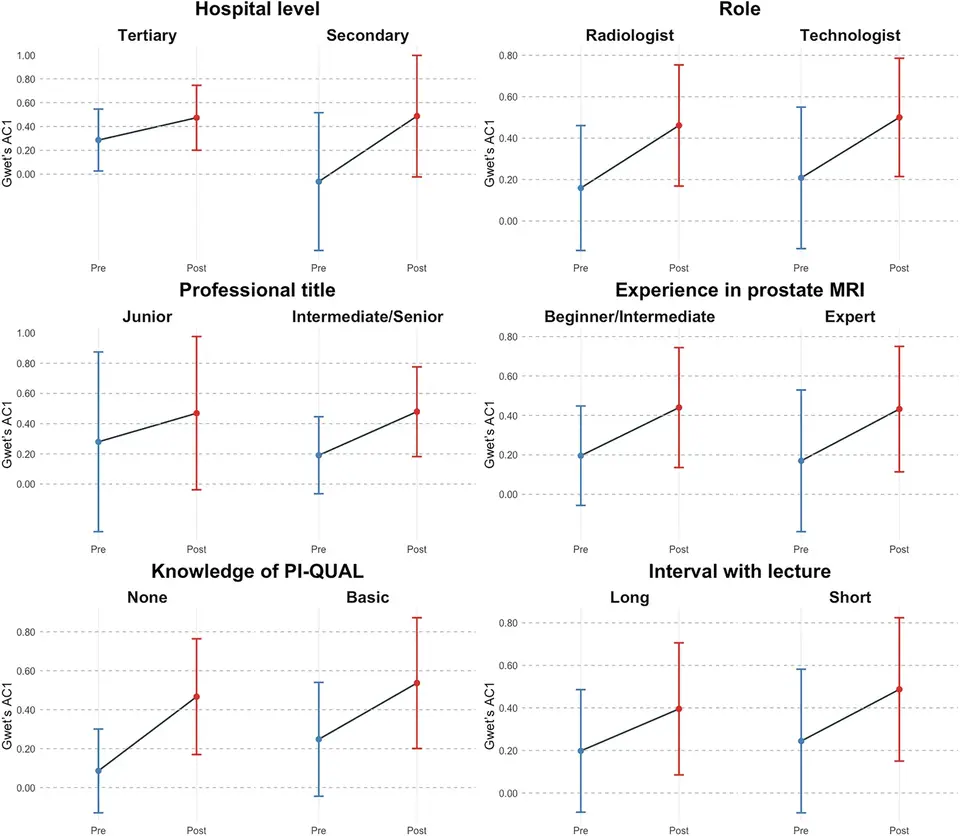 Hospital level
Tertiary Secondary
1.00
0.80
0.60
0.40
0.20
0.00
Gwet's AC1
Pre Post Pre Post
Role
Radiologist Technologist
0.80
0.60
0.40
0.20
0.00
Gwet's AC1
Pre Post Pre Post
Professional title
Junior Intermediate/Senior
1.00
0.80
0.60
0.40
0.20
0.00
Gwet's AC1
Pre Post Pre Post
Experience in prostate MRI
Beginner/Intermediate Expert
0.80
0.60
0.40
0.20
0.00
Gwet's AC1
Pre Post Pre Post
Knowledge of PI-QUAL
None Basic
0.80
0.60
0.40
0.20
0.00
Gwet's AC1
Pre Post Pre Post
Interval with lecture
Long Short
0.80
0.60
0.40
0.20
0.00
Gwet's AC1
Pre Post Pre Post